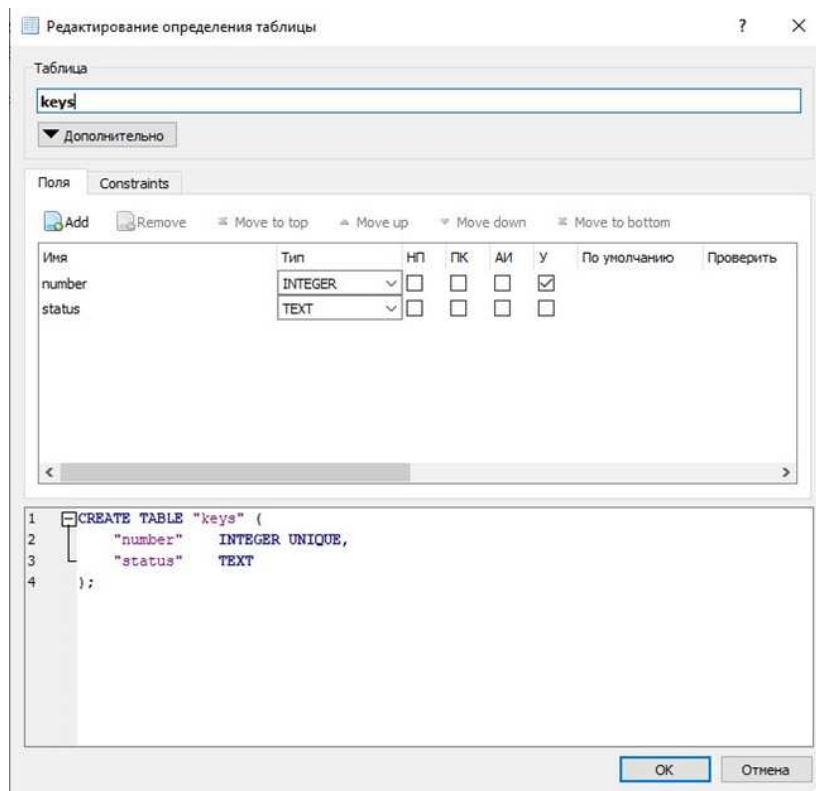 Редактирование определения таблицы ?
Таблица
keys
Дополнительно
Поля Constraints
Add Remove Move to top Move up Move down Move to bottom
Имя Тип НП ПК АИ У По умолчанию Проверить
number INTEGER
status TEXT
1 CREATE TABLE "keys" (
2 "number" INTEGER UNIQUE,
3 "status" TEXT
4 );
OK Отмена